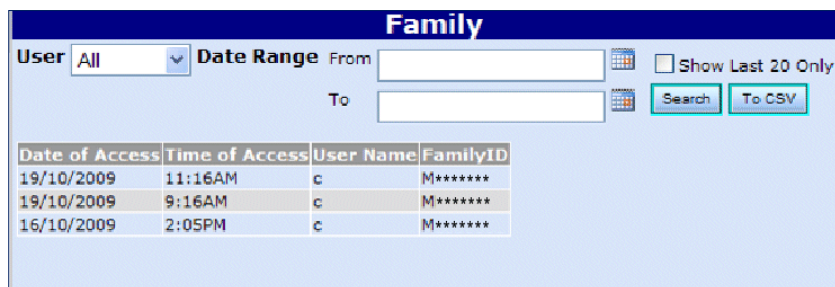 Family
User All Date Range From Show Last 20 Only
To Search To CSV
Date of Access Time of Access User Name FamilyID
19/10/2009 11:16AM c M*******
19/10/2009 9:16AM c M*******
16/10/2009 2:05PM c M*******